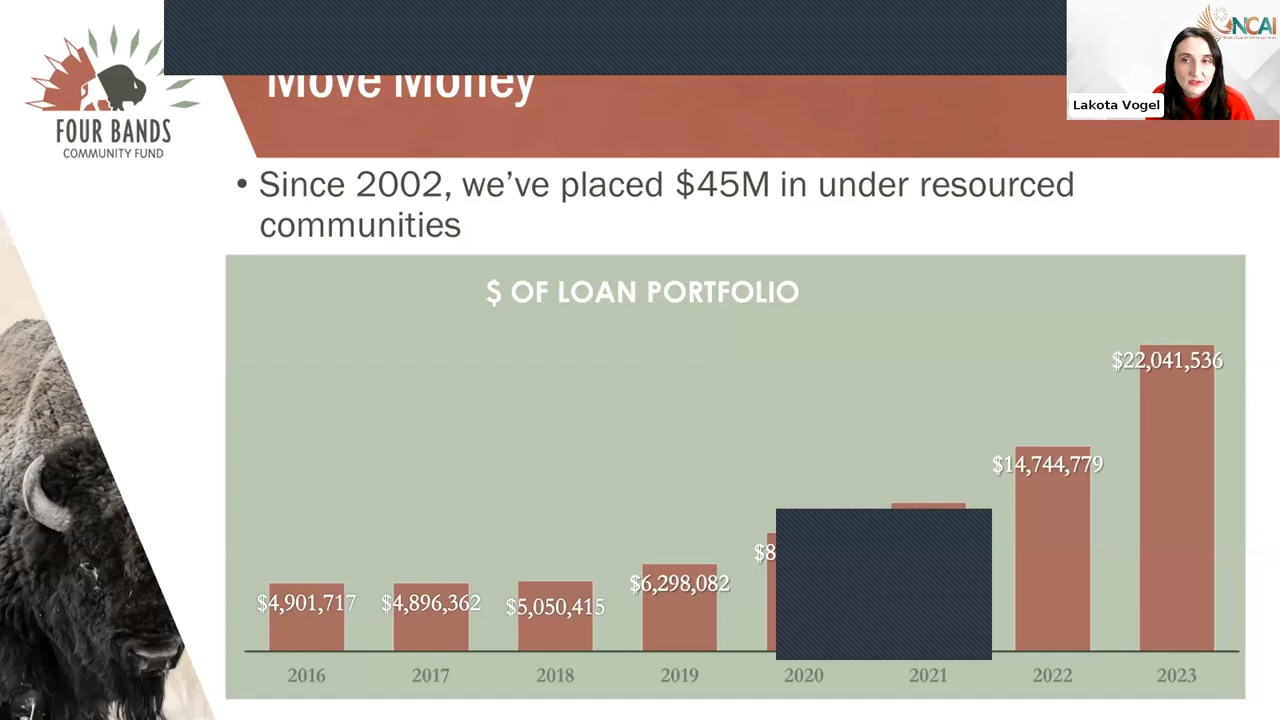 Move Money
NCAI
Lakota Vogel
FOUR BANDS
COMMUNITY FUND
• Since 2002, we’ve placed $45M in under resourced
communities
$ OF LOAN PORTFOLIO
$4,901,717
$4,896,362
$5,050,415
$6,298,082
$8
$14,744,779
$22,041,536
2016 2017 2018 2019 2020 2021 2022 2023